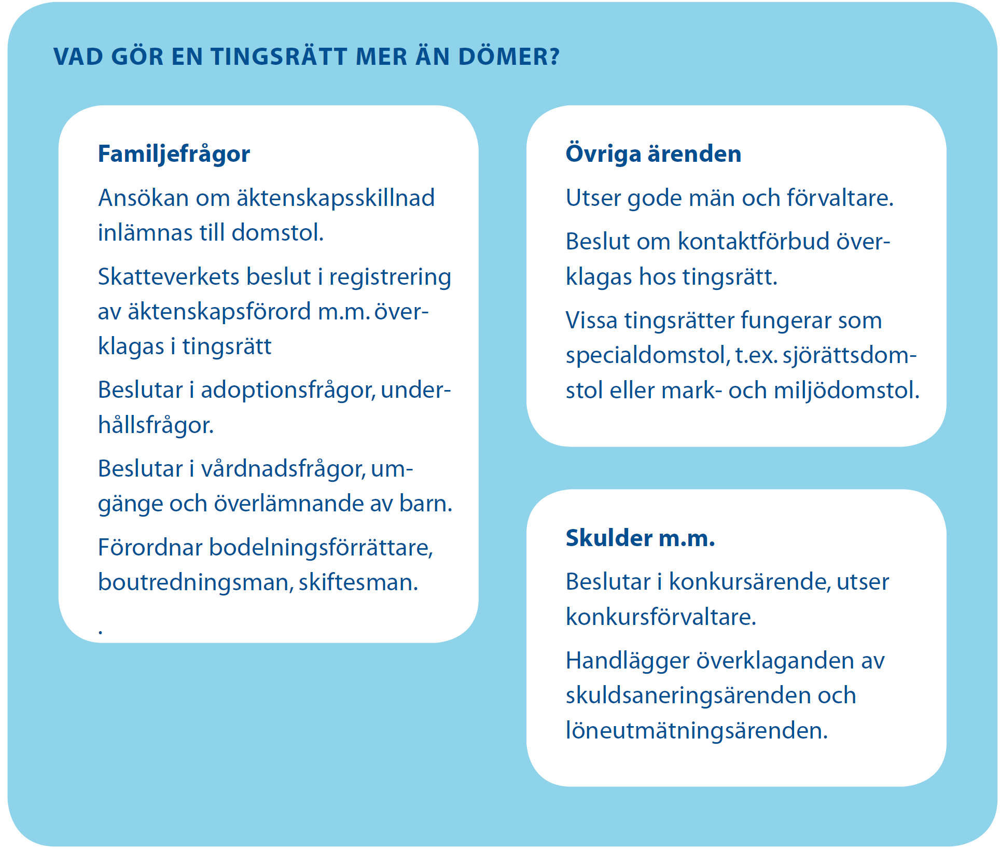 VAD GÖR EN TINGSRÄTT MER ÄN DÖMER?
Familjefrågor
Ansökan om äktenskapsskillnad
inlämnas till domstol.
Skatteverkets beslut i registrering
av äktenskapsförord m.m. över-
klagas i tingsrätt
Beslutar i adoptionsfrågor, under-
hållsfrågor.
Beslutar i vårdnadsfrågor, um-
gänge och överlämnande av barn.
Förordnar bodelningsförrättare,
boutredningsman, skiftesman.
.
Övriga ärenden
Utser gode män och förvaltare.
Beslut om kontaktförbud över-
klagas hos tingsrätt.
Vissa tingsrätter fungerar som
specialdomstol, t.ex. sjörättsdom-
stol eller mark- och miljödomstol.
Skulder m.m.
Beslutar i konkursärende, utser
konkursförvaltare.
Handlägger överklaganden av
skuldsaneringsärenden och
löneutmätningsärenden.